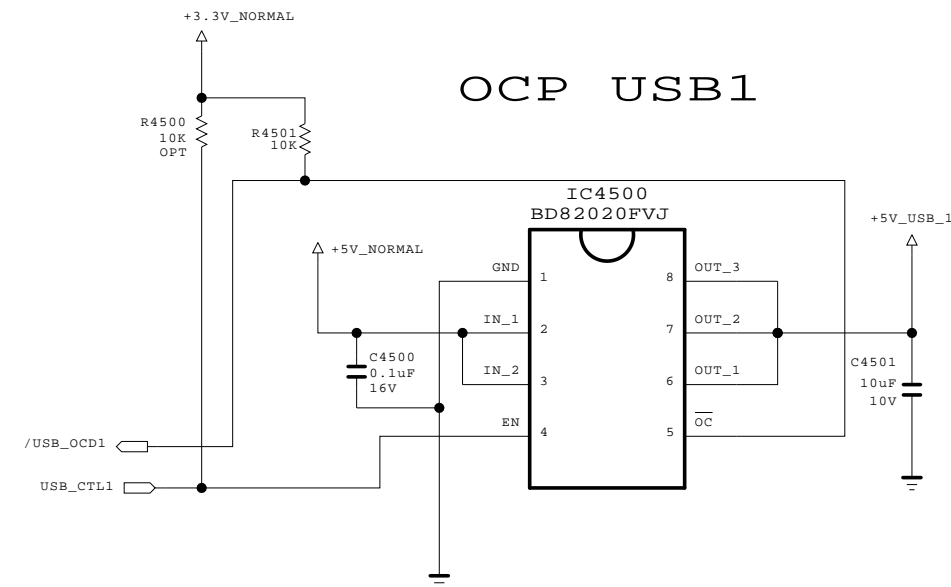 +3.3V_NORMAL
OCP USB1
R4500
10K
OPT
R4501
10K
IC4500
BD82020FVJ
+5V_USB_1
+5V_NORMAL
GND
1
8
OUT_3
IN_1
2
7
OUT_2
C4500
0.1uF
16V
IN_2
3
6
OUT_1
C4501
10uF
10V
EN
4
5
OC
/USB_OCD1
USB_CTL1